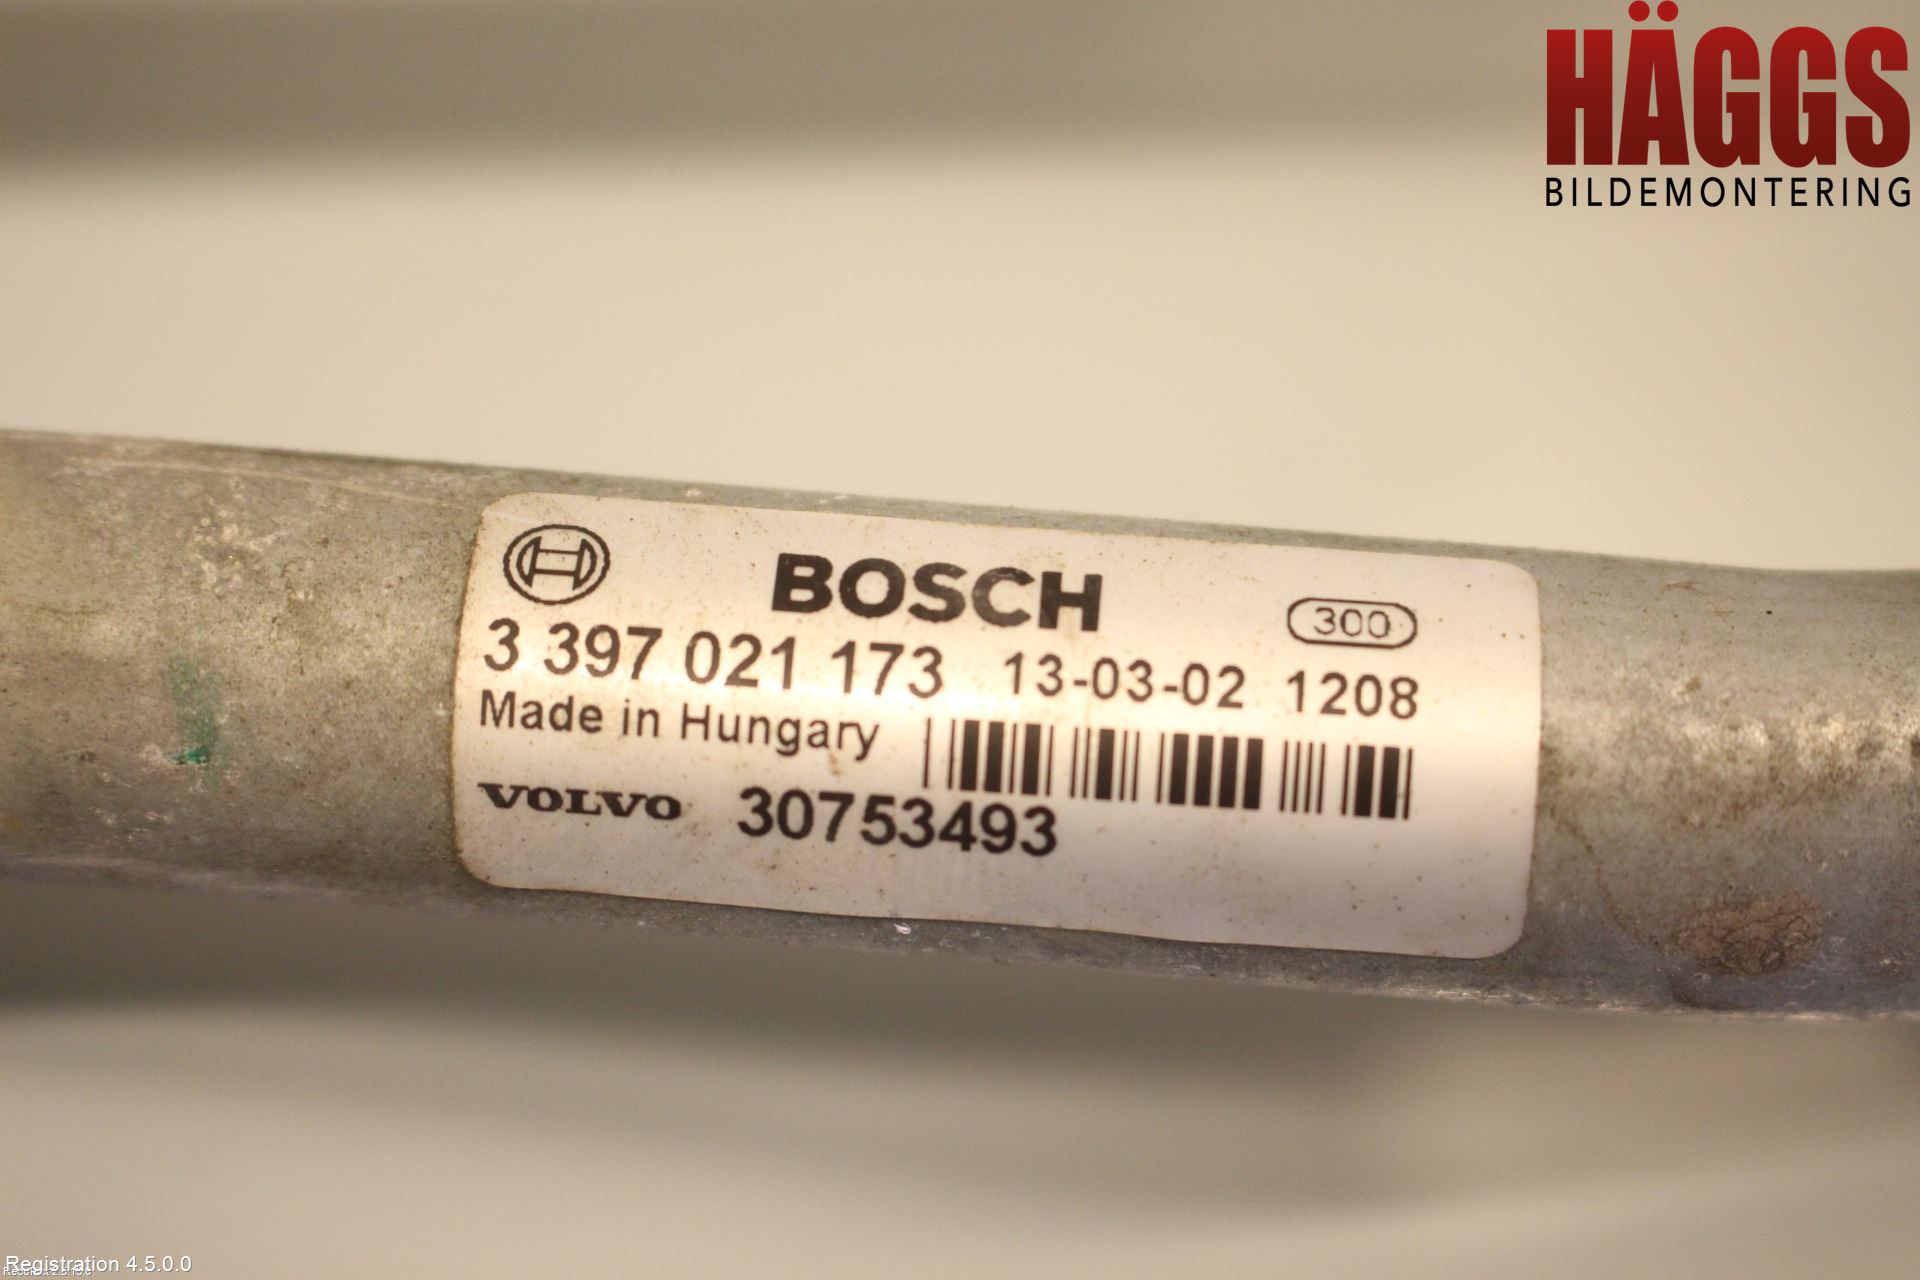 HÄGGS
BILDEMONTERING
BOSCH
300
3 397 021 173 13-03-02 1208
Made in Hungary
VOLVO 30753493
Registration 4.5.0.0